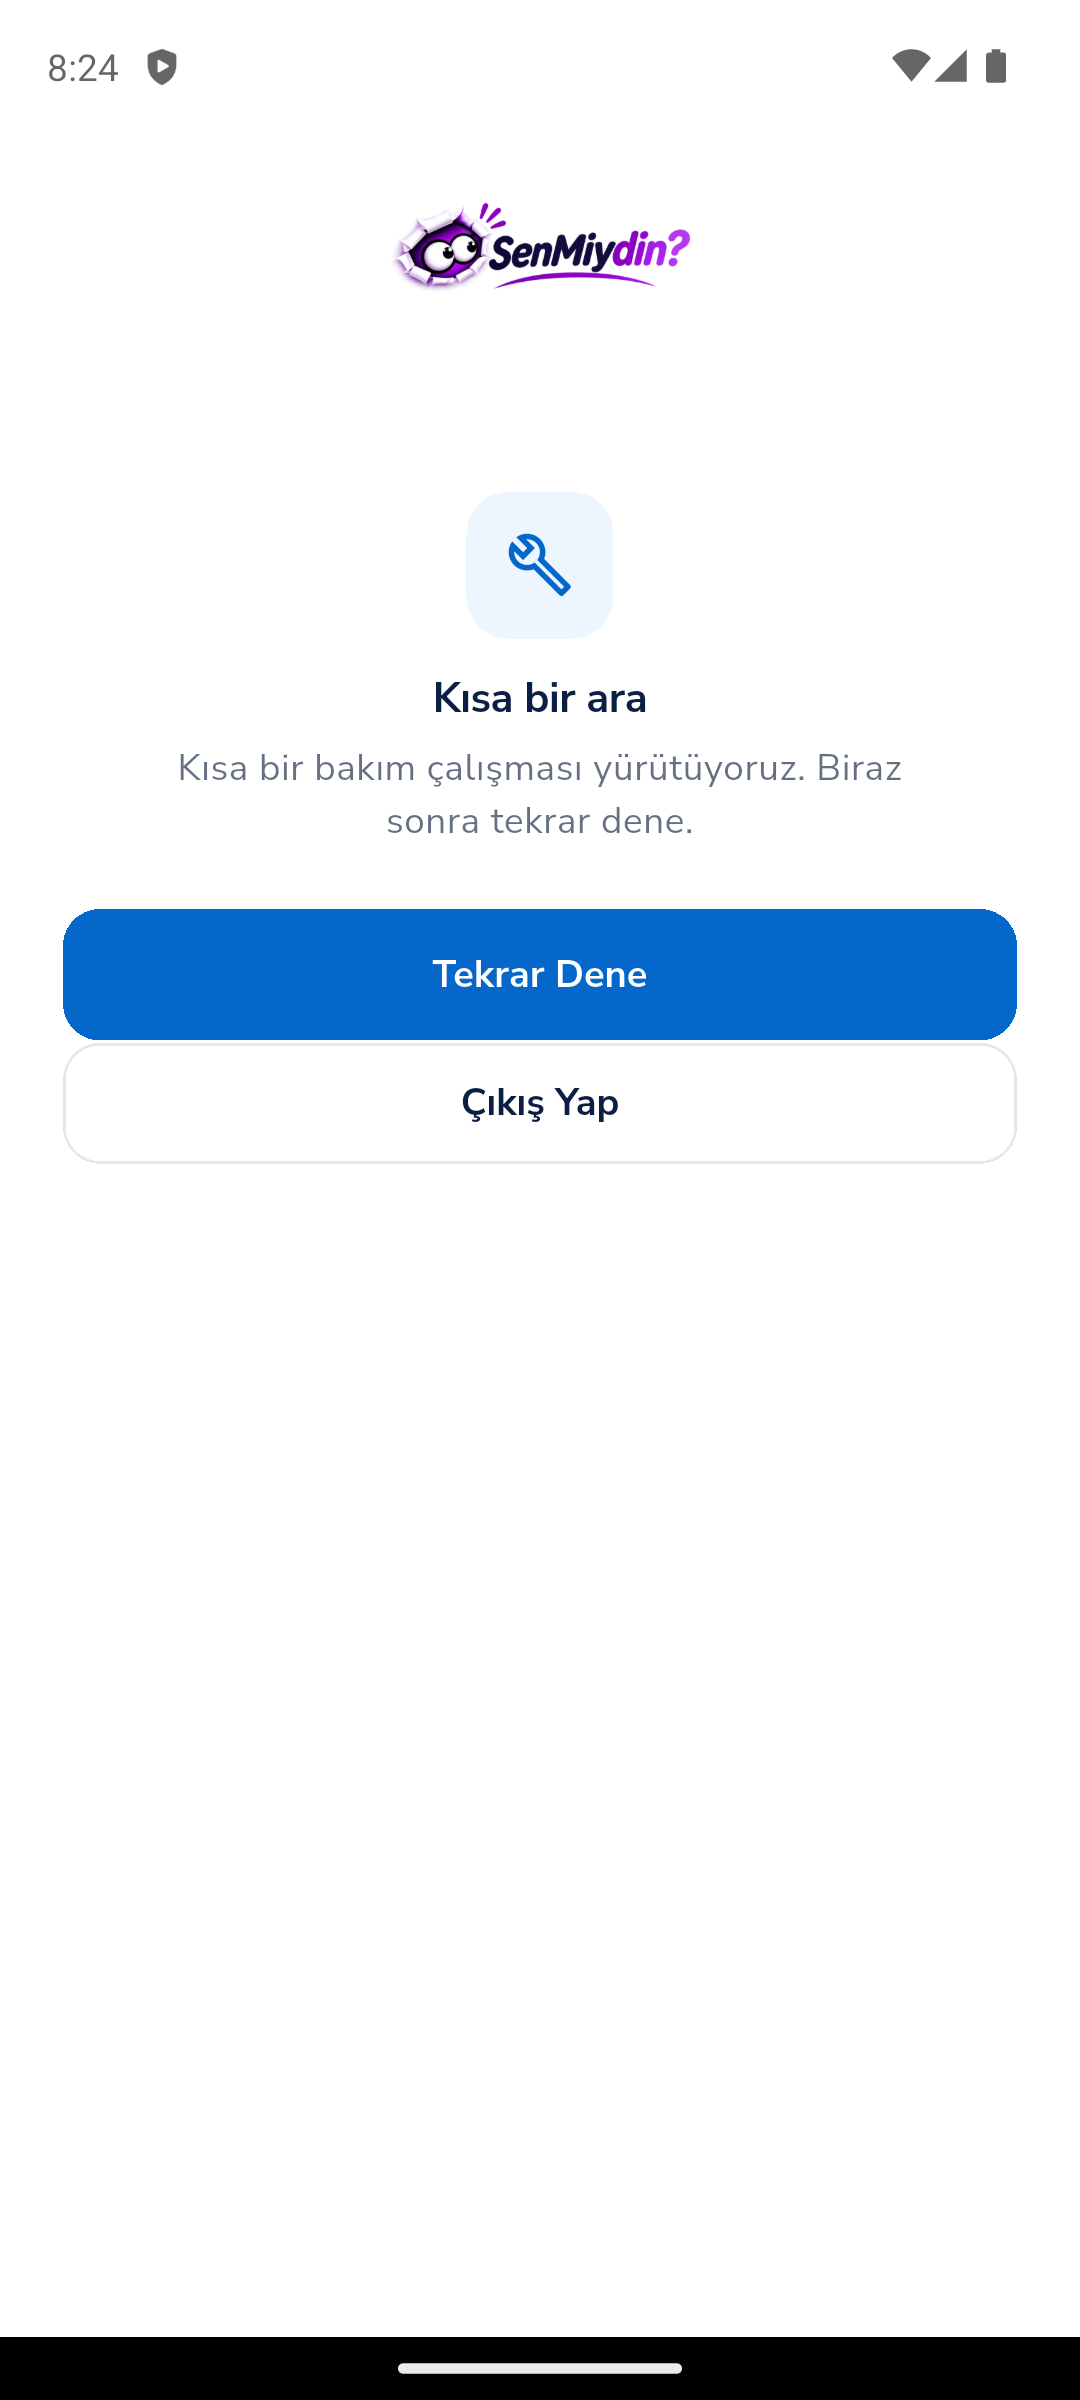 8:24
SenMiydin?
Kısa bir ara
Kısa bir bakım çalışması yürütüyoruz. Biraz
sonra tekrar dene.
Tekrar Dene
Çıkış Yap